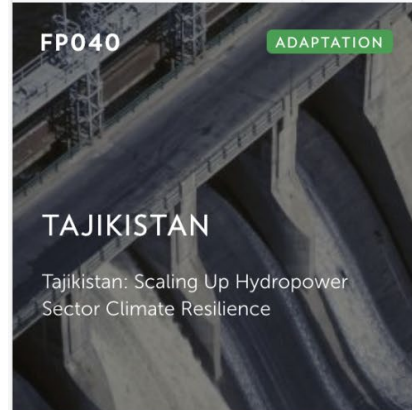 FP040
ADAPTATION
TAJIKISTAN
Tajikistan: Scaling Up Hydropower
Sector Climate Resilience